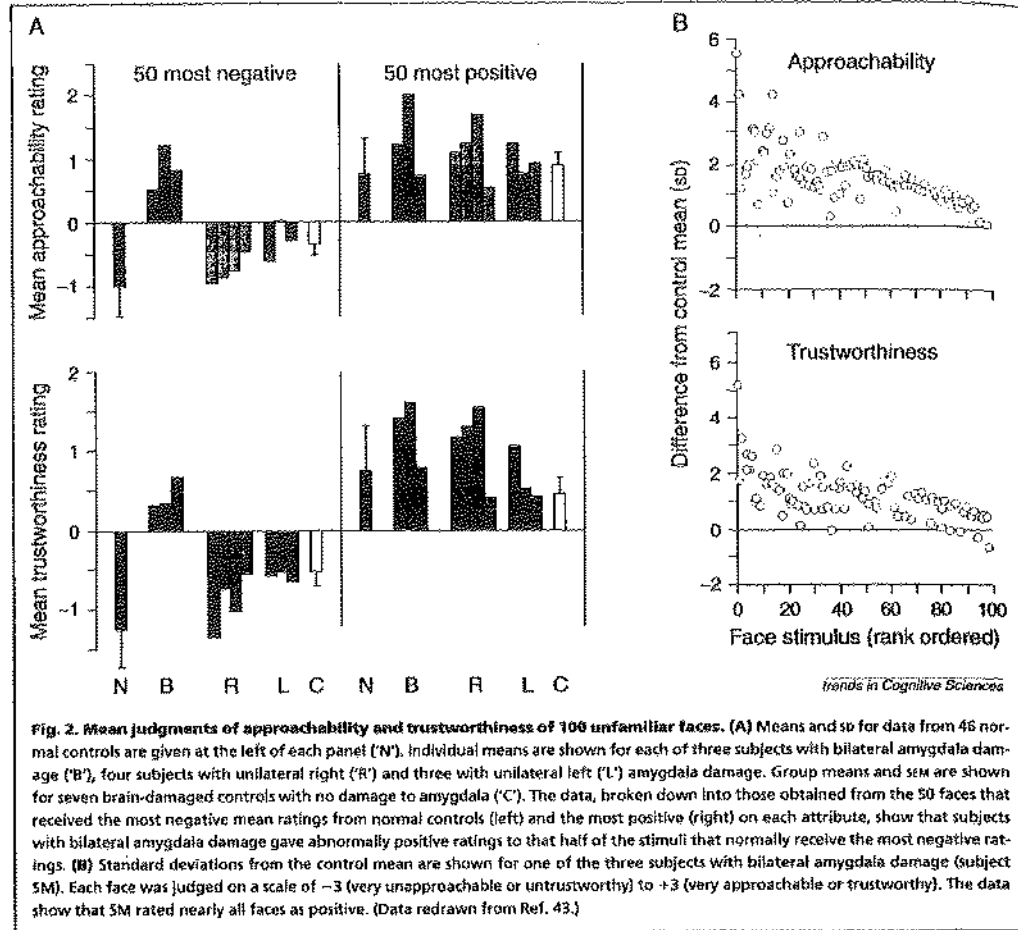 A
B
50 most negative
50 most positive
Mean approachability rating
2
1
0
−1
Mean trustworthiness rating
2
1
0
−1
N B R L C N B R L C
Difference from control mean (SD)
Approachability
6
4
2
0
−2
Trustworthiness
6
4
2
0
−2
0 20 40 60 80 100
Face stimulus (rank ordered)
trends in Cognitive Sciences
Fig. 2. Mean judgments of approachability and trustworthiness of 100 unfamiliar faces. (A) Means and SD for data from 46 nor-
mal controls are given at the left of each panel ('N'). Individual means are shown for each of three subjects with bilateral amygdala dam-
age ('B'), four subjects with unilateral right ('R') and three with unilateral left ('L') amygdala damage. Group means and SEM are shown
for seven brain-damaged controls with no damage to amygdala ('C'). The data, broken down into those obtained from the 50 faces that
received the most negative mean ratings from normal controls (left) and the most positive (right) on each attribute, show that subjects
with bilateral amygdala damage gave abnormally positive ratings to that half of the stimuli that normally receive the most negative rat-
ings. (B) Standard deviations from the control mean are shown for one of the three subjects with bilateral amygdala damage (subject
SM). Each face was judged on a scale of −3 (very unapproachable or untrustworthy) to +3 (very approachable or trustworthy). The data
show that SM rated nearly all faces as positive. (Data redrawn from Ref. 43.)